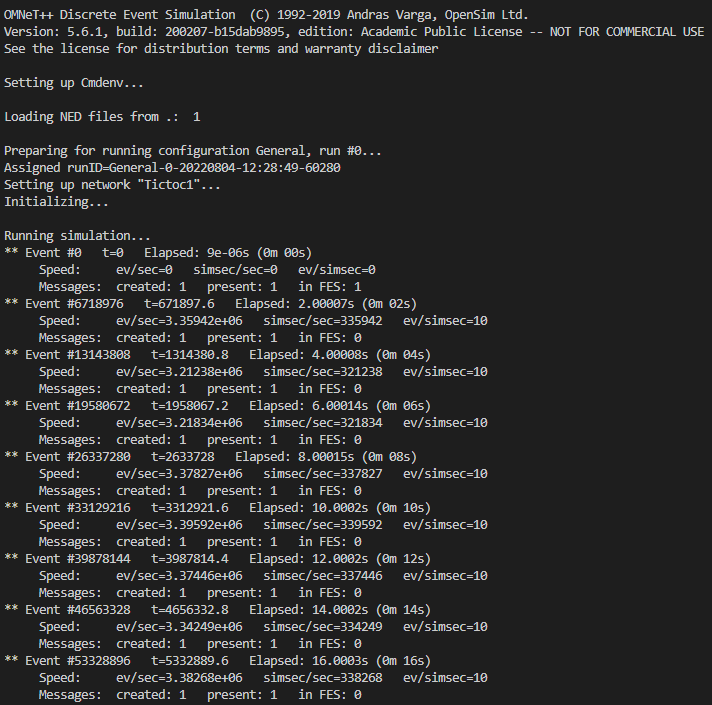 OMNeT++ Discrete Event Simulation  (C) 1992-2019 Andras Varga, OpenSim Ltd.
Version: 5.6.1, build: 200207-b15dab9895, edition: Academic Public License -- NOT FOR COMMERCIAL USE
See the license for distribution terms and warranty disclaimer
Setting up Cmdenv...
Loading NED files from .:  1
Preparing for running configuration General, run #0...
Assigned runID=General-0-20220804-12:28:49-60280
Setting up network "Tictoc1"...
Initializing...
Running simulation...
** Event #0   t=0   Elapsed: 9e-06s (0m 00s)
     Speed:     ev/sec=0   simsec/sec=0   ev/simsec=0
     Messages:  created: 1   present: 1   in FES: 1
** Event #6718976   t=671897.6   Elapsed: 2.00007s (0m 02s)
     Speed:     ev/sec=3.35942e+06   simsec/sec=335942   ev/simsec=10
     Messages:  created: 1   present: 1   in FES: 0
** Event #13143808   t=1314380.8   Elapsed: 4.00008s (0m 04s)
     Speed:     ev/sec=3.21238e+06   simsec/sec=321238   ev/simsec=10
     Messages:  created: 1   present: 1   in FES: 0
** Event #19580672   t=1958067.2   Elapsed: 6.00014s (0m 06s)
     Speed:     ev/sec=3.21834e+06   simsec/sec=321834   ev/simsec=10
     Messages:  created: 1   present: 1   in FES: 0
** Event #26337280   t=2633728   Elapsed: 8.00015s (0m 08s)
     Speed:     ev/sec=3.37827e+06   simsec/sec=337827   ev/simsec=10
     Messages:  created: 1   present: 1   in FES: 0
** Event #33129216   t=3312921.6   Elapsed: 10.0002s (0m 10s)
     Speed:     ev/sec=3.39592e+06   simsec/sec=339592   ev/simsec=10
     Messages:  created: 1   present: 1   in FES: 0
** Event #39878144   t=3987814.4   Elapsed: 12.0002s (0m 12s)
     Speed:     ev/sec=3.37446e+06   simsec/sec=337446   ev/simsec=10
     Messages:  created: 1   present: 1   in FES: 0
** Event #46563328   t=4656332.8   Elapsed: 14.0002s (0m 14s)
     Speed:     ev/sec=3.34249e+06   simsec/sec=334249   ev/simsec=10
     Messages:  created: 1   present: 1   in FES: 0
** Event #53328896   t=5332889.6   Elapsed: 16.0003s (0m 16s)
     Speed:     ev/sec=3.38268e+06   simsec/sec=338268   ev/simsec=10
     Messages:  created: 1   present: 1   in FES: 0